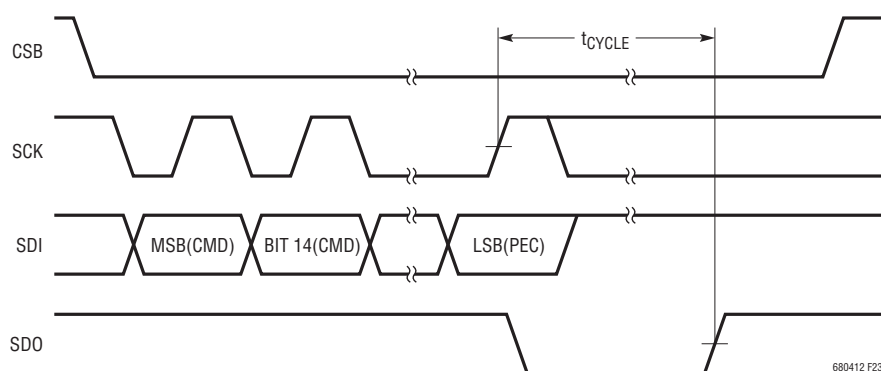 CSB
tCYCLE
SCK
SDI
MSB(CMD)
BIT 14(CMD)
LSB(PEC)
SDO
680412 F23